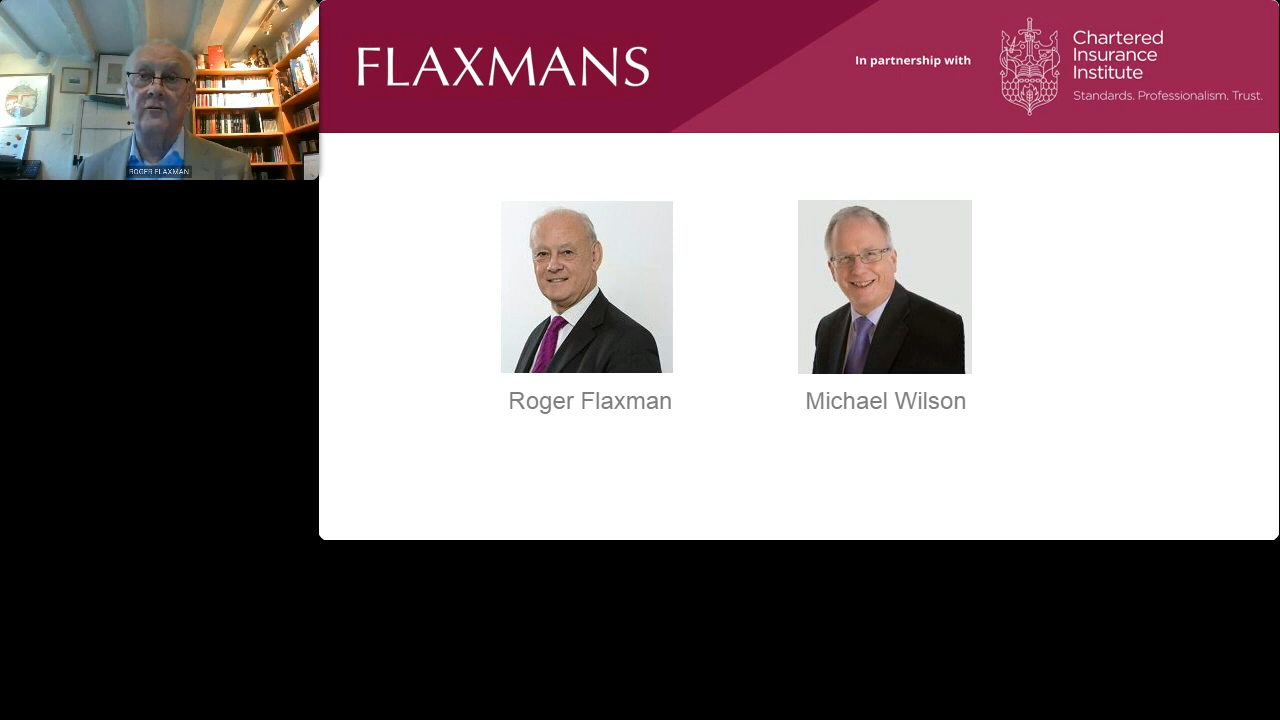 ROGER FLAXMAN
FLAXMANS
In partnership with
Chartered
Insurance
Institute
Standards. Professionalism. Trust.
Roger Flaxman
Michael Wilson